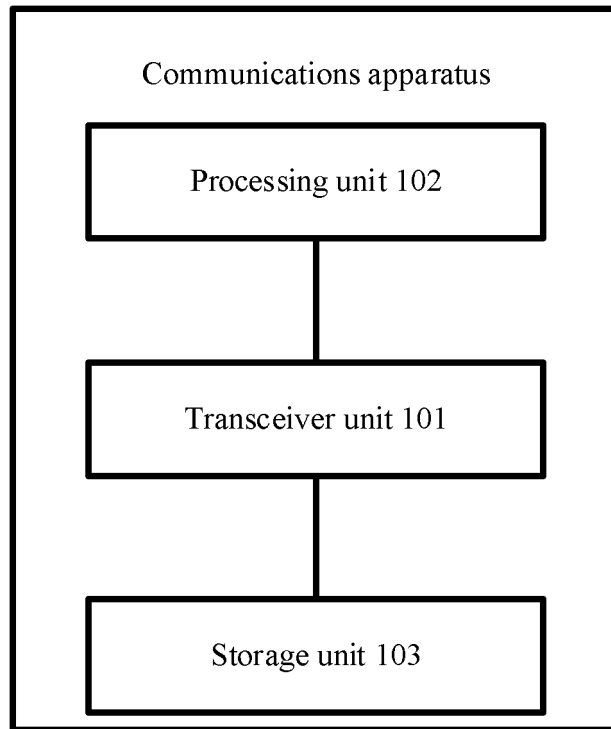 Communications apparatus
Processing unit 102
Transceiver unit 101
Storage unit 103